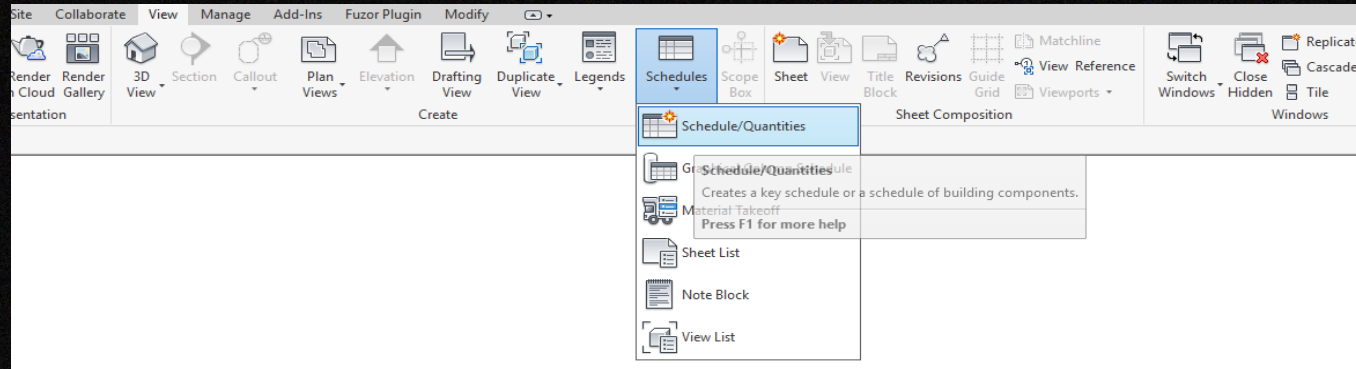 Site Collaborate View Manage Add-Ins Fuzor Plugin Modify
Render Render 3D Section Callout Plan Elevation Drafting Duplicate Legends Schedules Scope Sheet View Title Revisions Guide Matchline Switch Close Replicat
Cloud Gallery View Views View View Box Block Grid View Reference Windows Hidden Cascade
Viewports Tile
sentation Create Sheet Composition Windows
Schedule/Quantities
Schedule/Quantities
Creates a key schedule or a schedule of building components.
Material Takeoff
Press F1 for more help
Sheet List
Note Block
View List